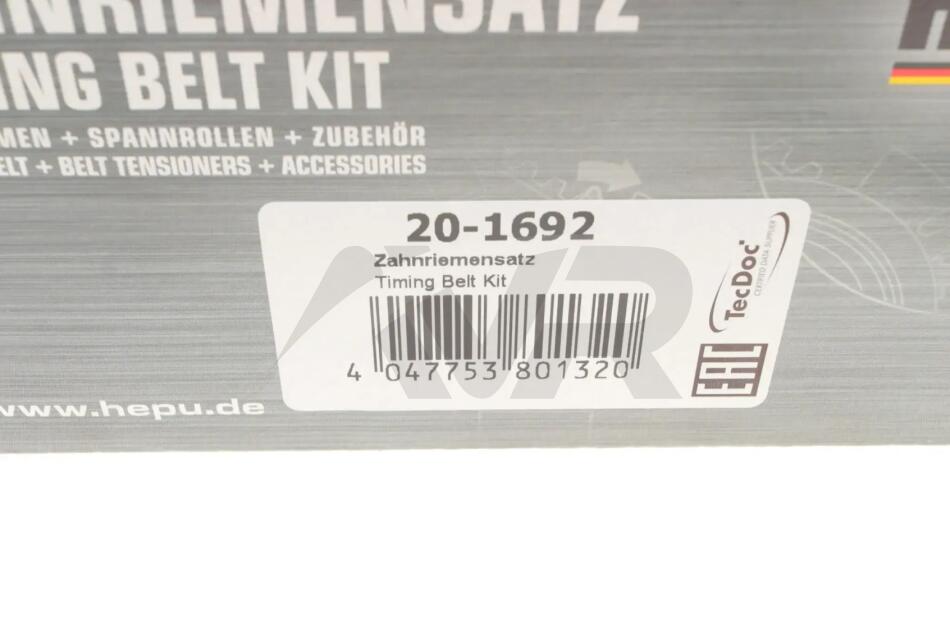 NRIEMENSATZ
ING BELT KIT
MEN + SPANNROLLEN + ZUBEHÖR
ELT + BELT TENSIONERS + ACCESSORIES
20-1692
Zahnriemensatz
Timing Belt Kit
4 047753 801320
TecDoc
CERTIFIED DATA SUPPLIER
EAC
www.hepu.de